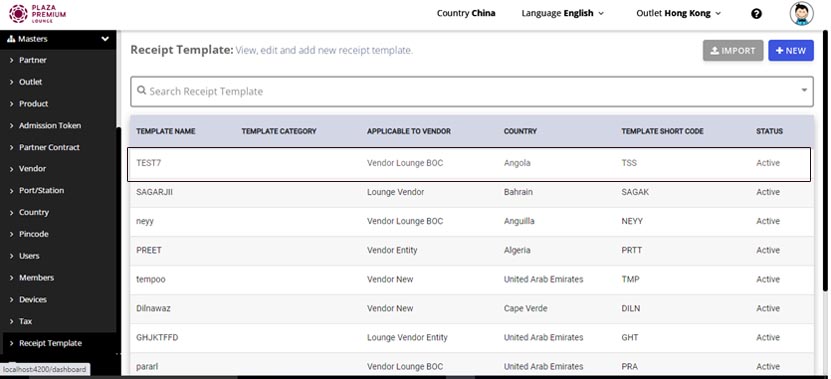 PLAZA
PREMIUM
LOUNGE
Country China
Language English
Outlet Hong Kong
Masters
Partner
Outlet
Product
Admission Token
Partner Contract
Vendor
Port/Station
Country
Pincode
Users
Members
Devices
Tax
Receipt Template
localhost:4200/dashboard
Receipt Template: View, edit and add new receipt template.
IMPORT
+ NEW
Search Receipt Template
TEMPLATE NAME TEMPLATE CATEGORY APPLICABLE TO VENDOR COUNTRY TEMPLATE SHORT CODE STATUS
TEST7 Vendor Lounge BOC Angola TSS Active
SAGARJII Lounge Vendor Bahrain SAGAK Active
neyy Vendor Lounge BOC Anguilla NEYY Active
PREET Vendor Entity Algeria PRTT Active
tempoo Vendor New United Arab Emirates TMP Active
Dilnawaz Vendor New Cape Verde DILN Active
GHJKTFFD Lounge Vendor Entity United Arab Emirates GHT Active
pararl Vendor Lounge BOC United Arab Emirates PRA Active